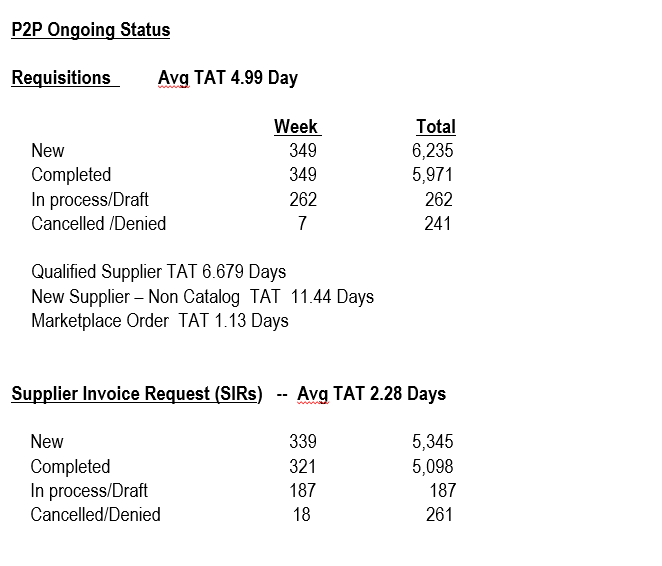 P2P Ongoing Status
Requisitions Avg TAT 4.99 Day
Week Total
New 349 6,235
Completed 349 5,971
In process/Draft 262 262
Cancelled /Denied 7 241
Qualified Supplier TAT 6.679 Days
New Supplier – Non Catalog TAT 11.44 Days
Marketplace Order TAT 1.13 Days
Supplier Invoice Request (SIRs) -- Avg TAT 2.28 Days
New 339 5,345
Completed 321 5,098
In process/Draft 187 187
Cancelled/Denied 18 261